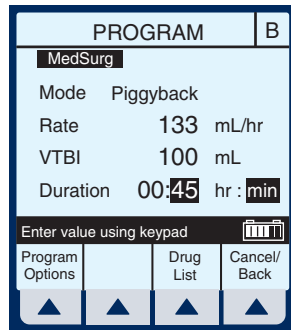 PROGRAM B
MedSurg
Mode Piggyback
Rate 133 mL/hr
VTBI 100 mL
Duration 00:45 hr : min
Enter value using keypad
Program Drug Cancel/
Options List Back